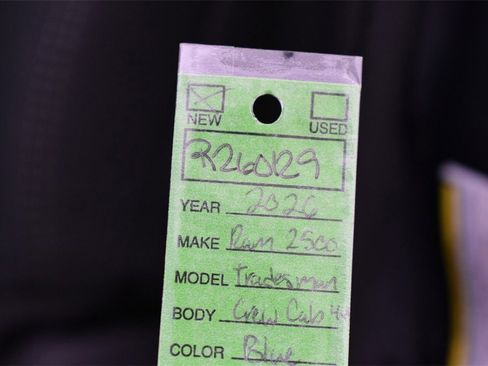 NEW USED
R260129
YEAR 2026
MAKE Ram 2500
MODEL Tradesman
BODY Crew Cab
COLOR Blue